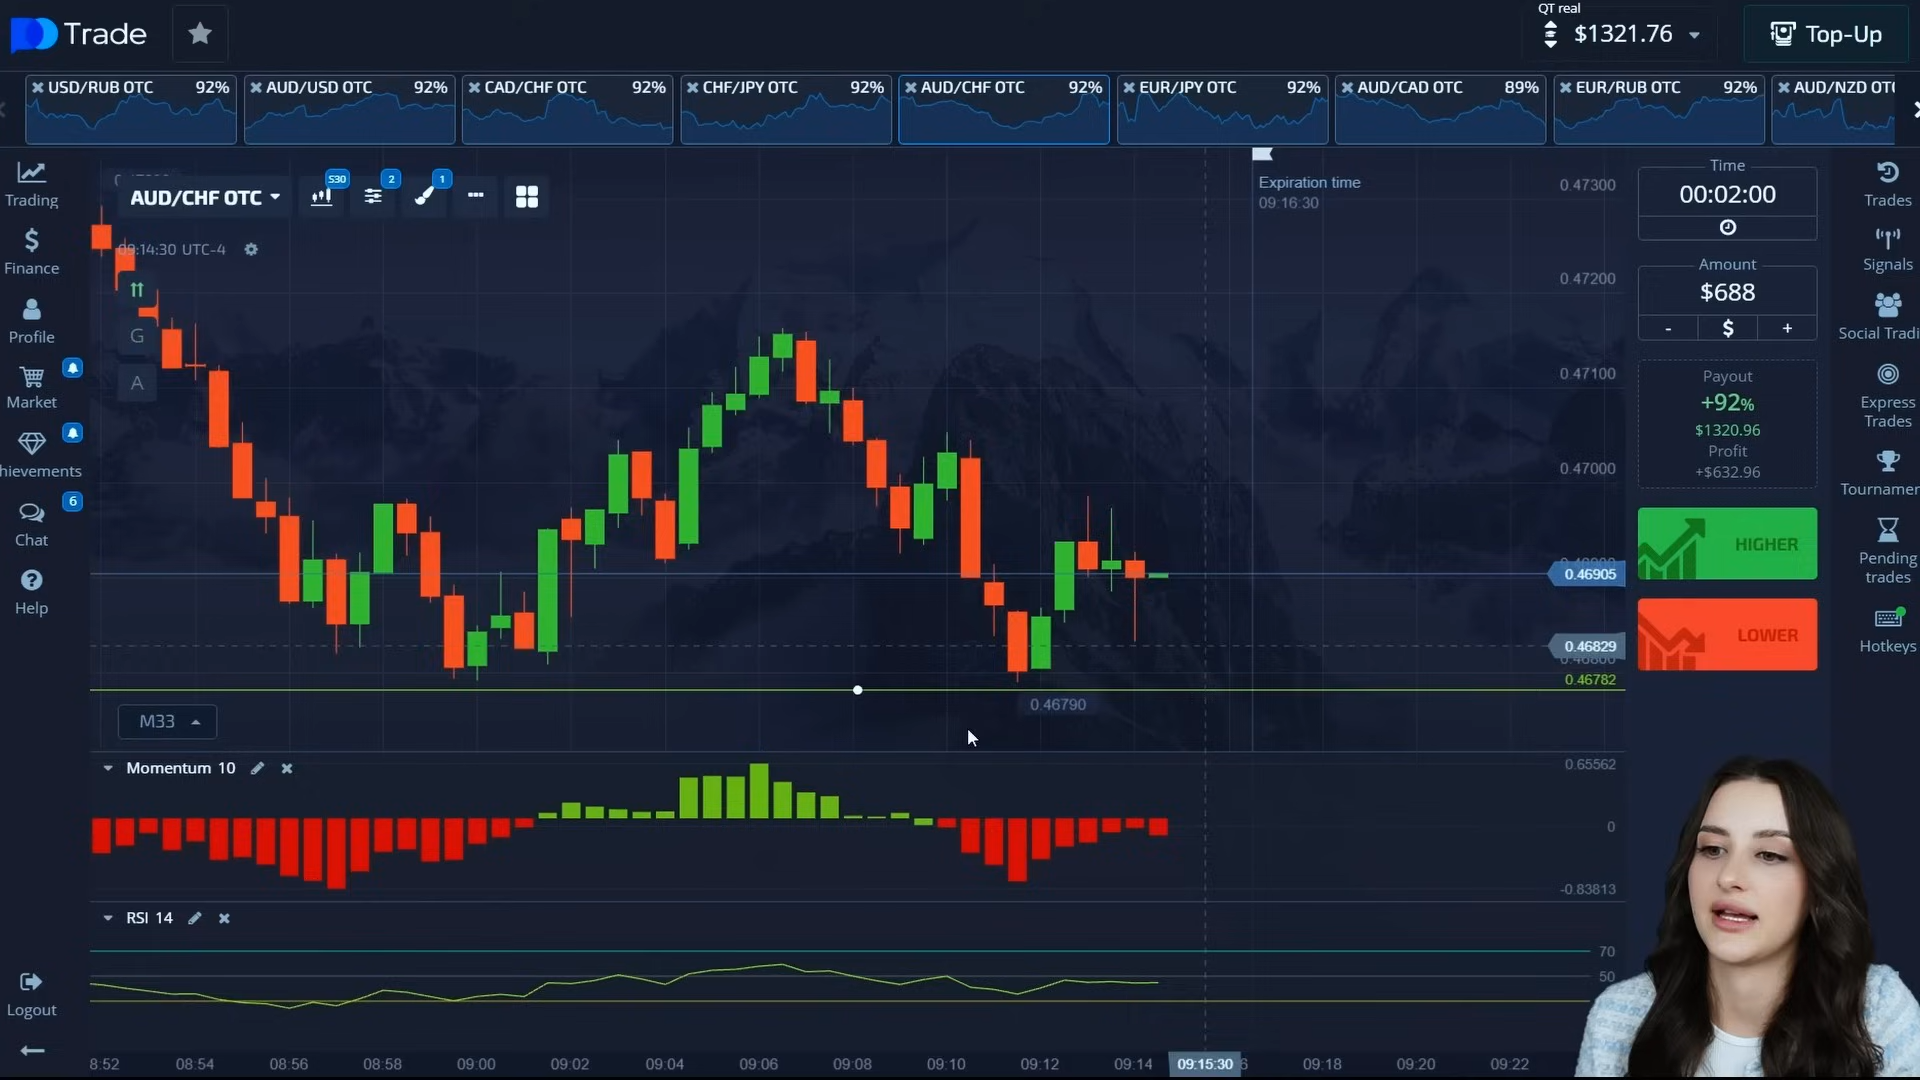 Trade
QT real
$1321.76
Top-Up
USD/RUB OTC 92%
AUD/USD OTC 92%
CAD/CHF OTC 92%
CHF/JPY OTC 92%
AUD/CHF OTC 92%
EUR/JPY OTC 92%
AUD/CAD OTC 89%
EUR/RUB OTC 92%
AUD/NZD OTC
Trading
Finance
Profile
Market
hievements
Chat
6
Help
Logout
AUD/CHF OTC
S30
2
1
09:14:30 UTC-4
G
A
Expiration time
09:16:30
0.47300
0.47200
0.47100
0.47000
0.46905
0.46829
0.46800
0.46782
0.46790
M33
Momentum 10
0.65562
0
-0.83813
RSI 14
70
50
8:52
08:54
08:56
08:58
09:00
09:02
09:04
09:06
09:08
09:10
09:12
09:14
09:15:30
6
09:18
09:20
09:22
Time
00:02:00
Amount
$688
- $ +
Payout
+92%
$1320.96
Profit
+$632.96
HIGHER
LOWER
Trades
Signals
Social Tradi
Express
Trades
Tournamen
Pending
trades
Hotkeys